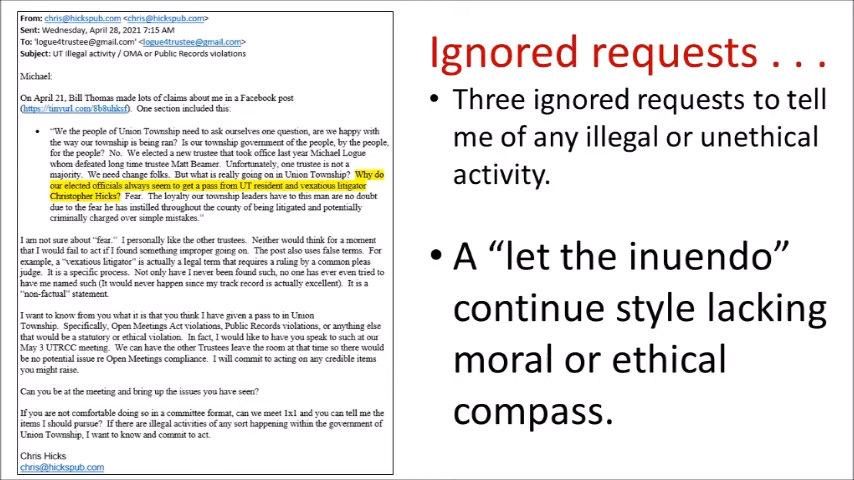 From: chris@hickspub.com <chris@hickspub.com>
Sent: Wednesday, April 28, 2021 7:15 AM
To: 'logue4trustee@gmail.com' <logue4trustee@gmail.com>
Subject: UT illegal activity / OMA or Public Records violations
Michael:
On April 21, Bill Thomas made lots of claims about me in a Facebook post
(https://tinyurl.com/8b8uhksf).  One section included this:
• “We the people of Union Township need to ask ourselves one question, are we happy with
the way our township is being ran?  Is our township government of the people, by the people,
for the people?  No.  We elected a new trustee that took office last year Michael Logue
whom defeated long time trustee Matt Beamer.  Unfortunately, one trustee is not a
majority.  We need change folks.  But what is really going on in Union Township?  Why do
our elected officials always seem to get a pass from UT resident and vexatious litigator
Christopher Hicks?  Fear.  The loyalty our township leaders have to this man are no doubt
due to the fear he has instilled throughout the county of being litigated and potentially
criminally charged over simple mistakes.”
I am not sure about “fear.”  I personally like the other trustees.  Neither would think for a moment
that I would fail to act if I found something improper going on.  The post also uses false terms.  For
example, a “vexatious litigator” is actually a legal term that requires a ruling by a common pleas
judge.  It is a specific process.  Not only have I never been found such, no one has ever even tried to
have me named such (It would never happen since my track record is actually excellent).  It is a
“non-factual” statement.
I want to know from you what it is that you think I have given a pass to in Union
Township.  Specifically, Open Meetings Act violations, Public Records violations, or anything else
that would be a statutory or ethical violation.  In fact, I would like to have you speak to such at our
May 3 UTRCC meeting.  We can have the other Trustees leave the room at that time so there would
be no potential issue re Open Meetings compliance.  I will commit to acting on any credible items
you might raise.
Can you be at the meeting and bring up the issues you have seen?
If you are not comfortable doing so in a committee format, can we meet 1x1 and you can tell me the
items I should pursue?  If there are illegal activities of any sort happening within the government of
Union Township, I want to know and commit to act.
Chris Hicks
chris@hickspub.com
Ignored requests . . .
• Three ignored requests to tell
me of any illegal or unethical
activity.
• A “let the inuendo”
continue style lacking
moral or ethical
compass.